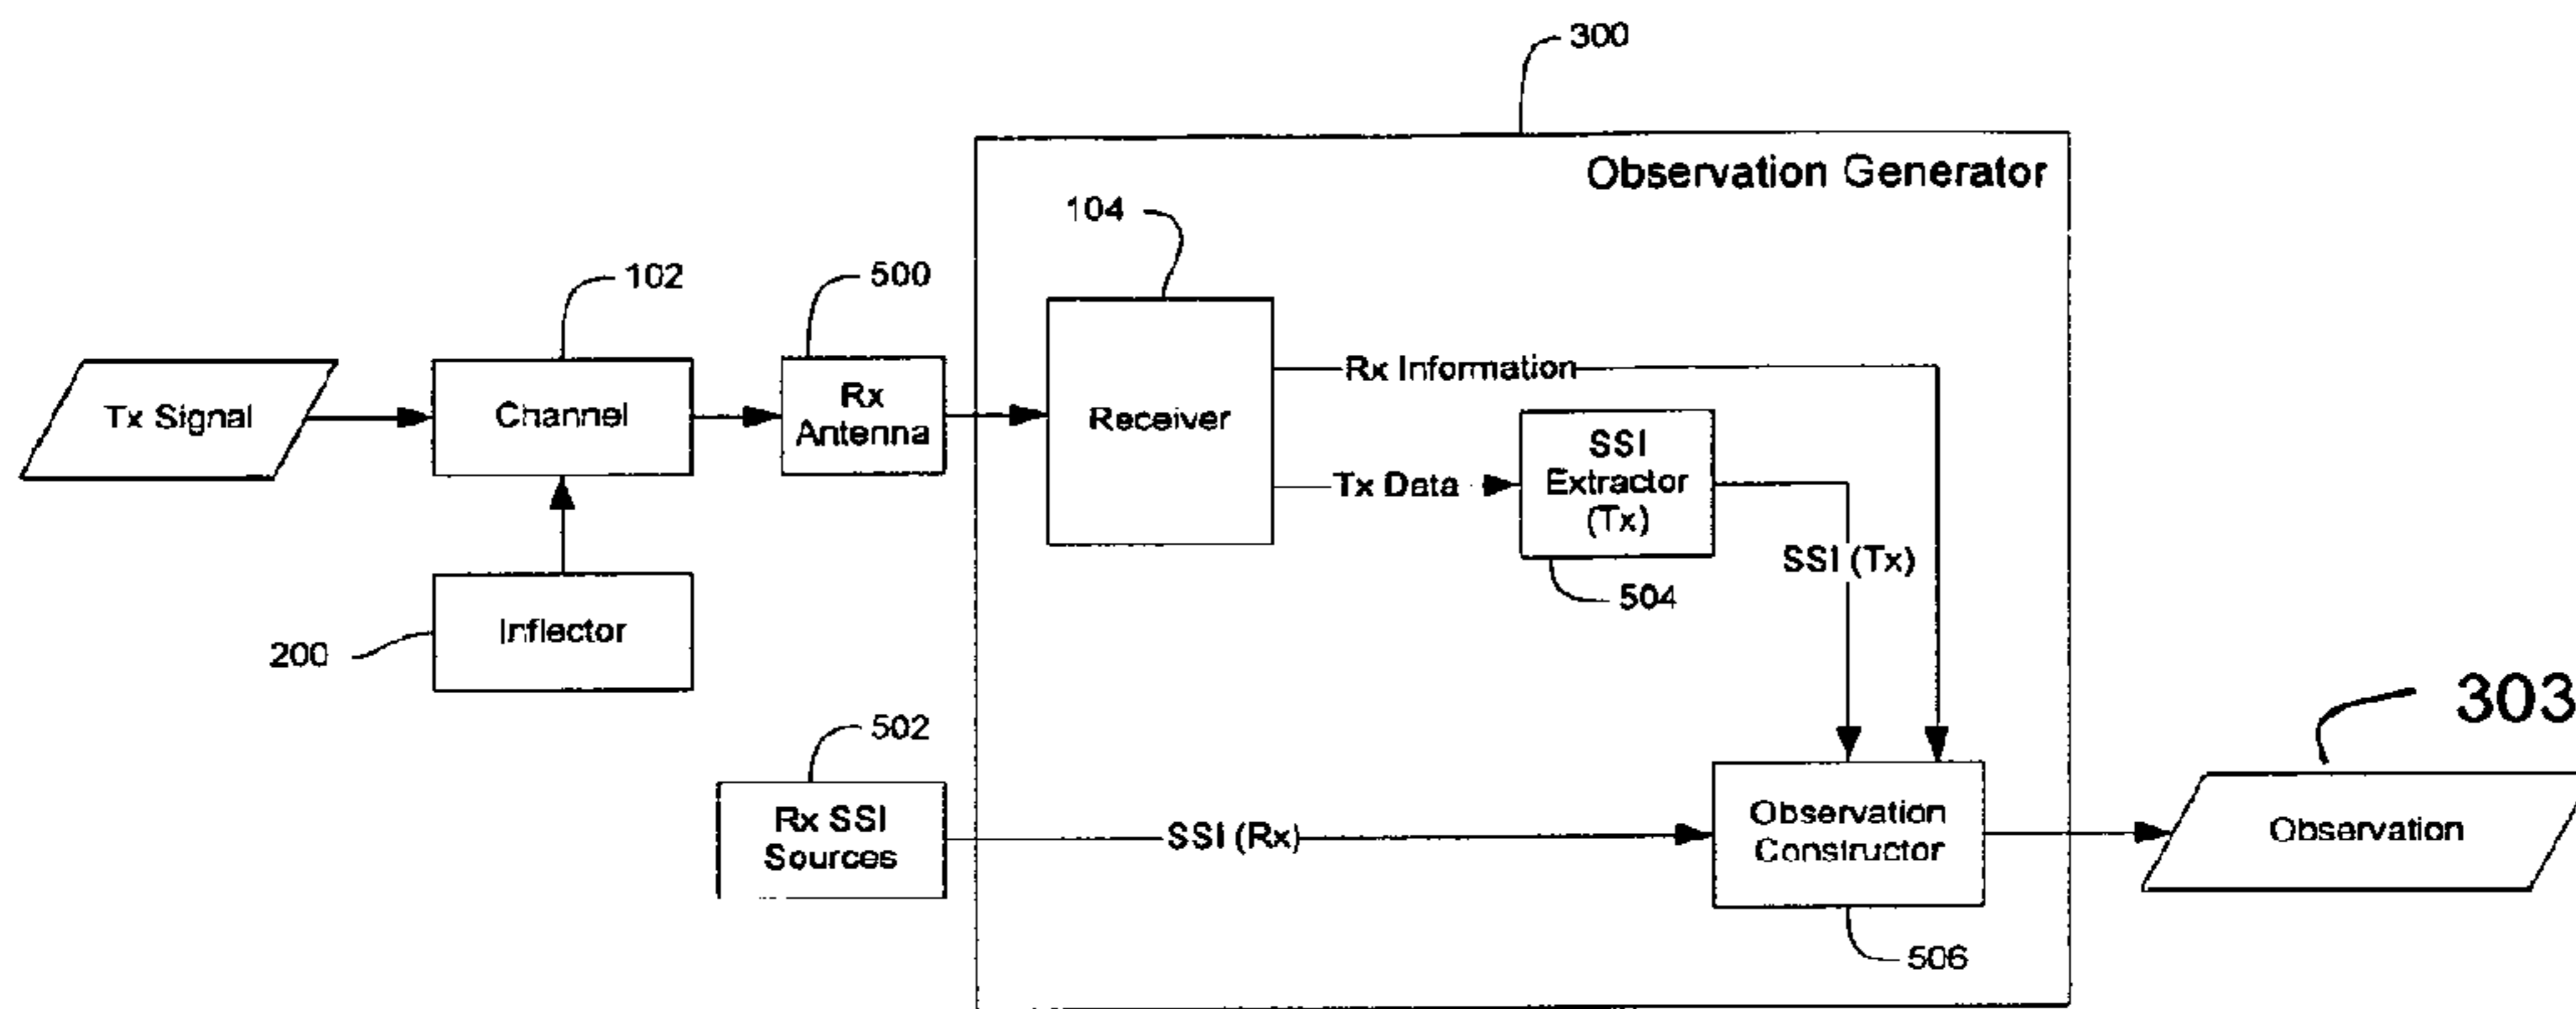 300
Observation Generator
104
102
500
Tx Signal
Channel
Rx
Antenna
Receiver
Rx Information
Tx Data
SSI
Extractor
(Tx)
504
SSI (Tx)
Inflector
200
502
Rx SSI
Sources
SSI (Rx)
Observation
Constructor
506
303
Observation